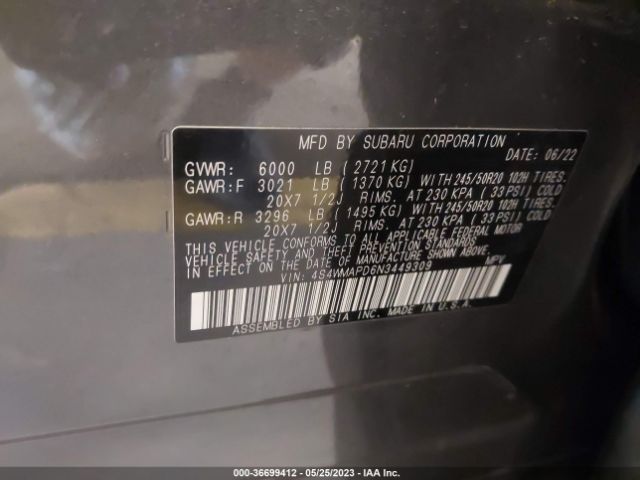 MFD BY SUBARU CORPORATION
DATE: 06/22
GVWR: 6000 LB ( 2721 KG)
GAWR:F 3021 LB ( 1370 KG) WITH 245/50R20 102H TIRES.
20X7 1/2J RIMS. AT 230 KPA ( 33 PSI) COLD
GAWR:R 3296 LB ( 1495 KG) WITH 245/50R20 102H TIRES.
20X7 1/2J RIMS. AT 230 KPA ( 33 PSI) COLD
THIS VEHICLE CONFORMS TO ALL APPLICABLE FEDERAL MOTOR
VEHICLE SAFETY AND THEFT PREVENTION STANDARDS
IN EFFECT ON THE DATE OF MANUFACTURE SHOWN ABOVE.
VIN: 4S4WMAPD6N3449309 MPV
ASSEMBLED BY SIA INC. MADE IN U.S.A.
000-36699412 - 05/25/2023 - IAA Inc.